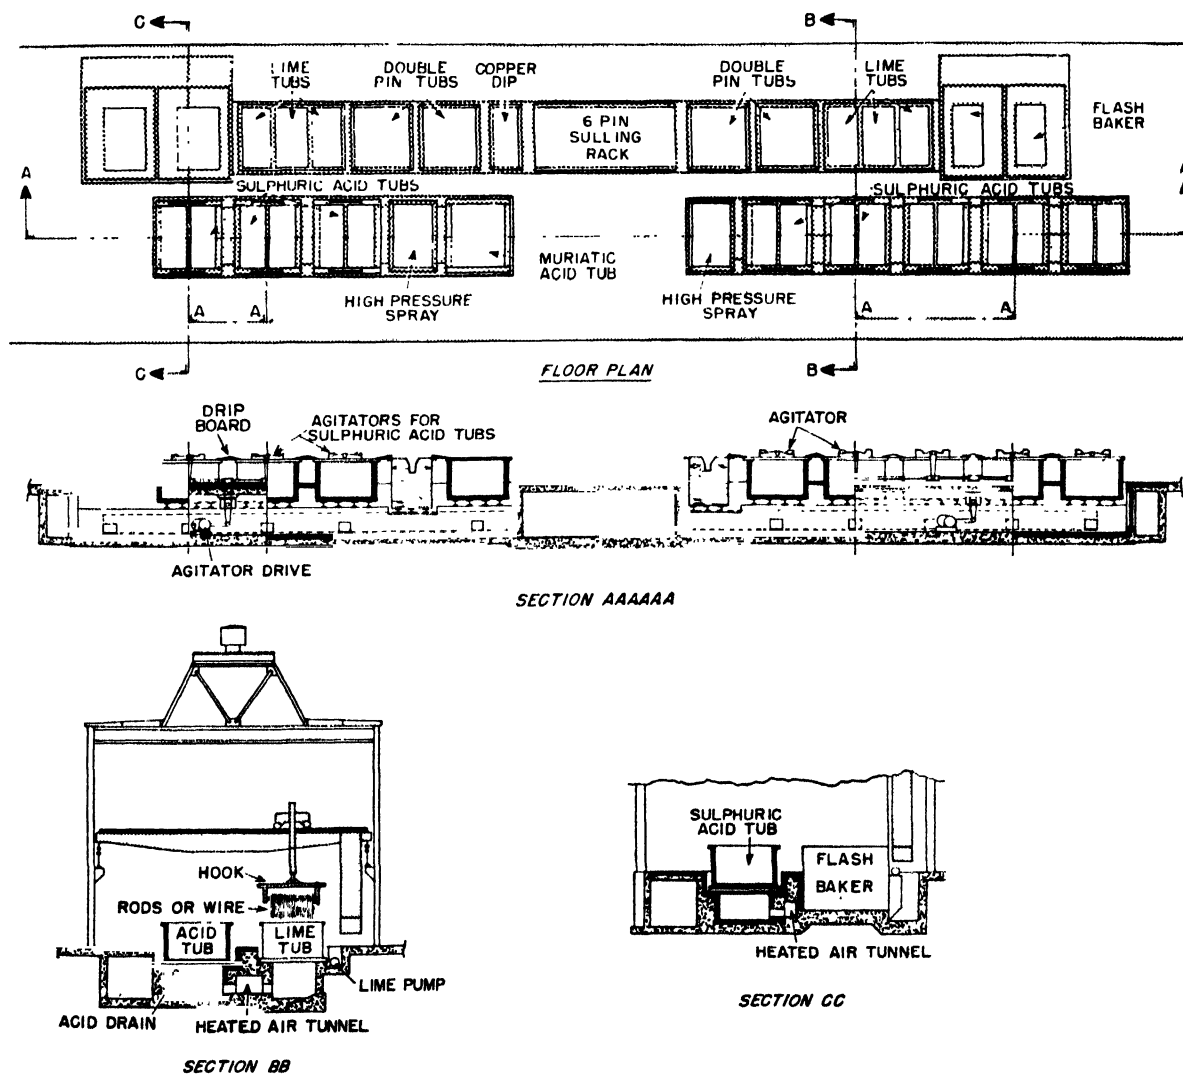 C
B
LIME
TUBS
DOUBLE
PIN TUBS
COPPER
DIP
DOUBLE
PIN TUBS
LIME
TUBS
FLASH
BAKER
6 PIN
SULLING
RACK
A
SULPHURIC ACID TUBS
SULPHURIC ACID TUBS
MURIATIC
ACID TUB
HIGH PRESSURE
SPRAY
HIGH PRESSURE
SPRAY
A A
A A
C
B
FLOOR PLAN
DRIP
BOARD
AGITATORS FOR
SULPHURIC ACID TUBS
AGITATOR
AGITATOR DRIVE
SECTION AAAAAA
HOOK
RODS OR WIRE
ACID
TUB
LIME
TUB
LIME PUMP
ACID DRAIN
HEATED AIR TUNNEL
SECTION BB
SULPHURIC
ACID TUB
FLASH
BAKER
HEATED AIR TUNNEL
SECTION CC